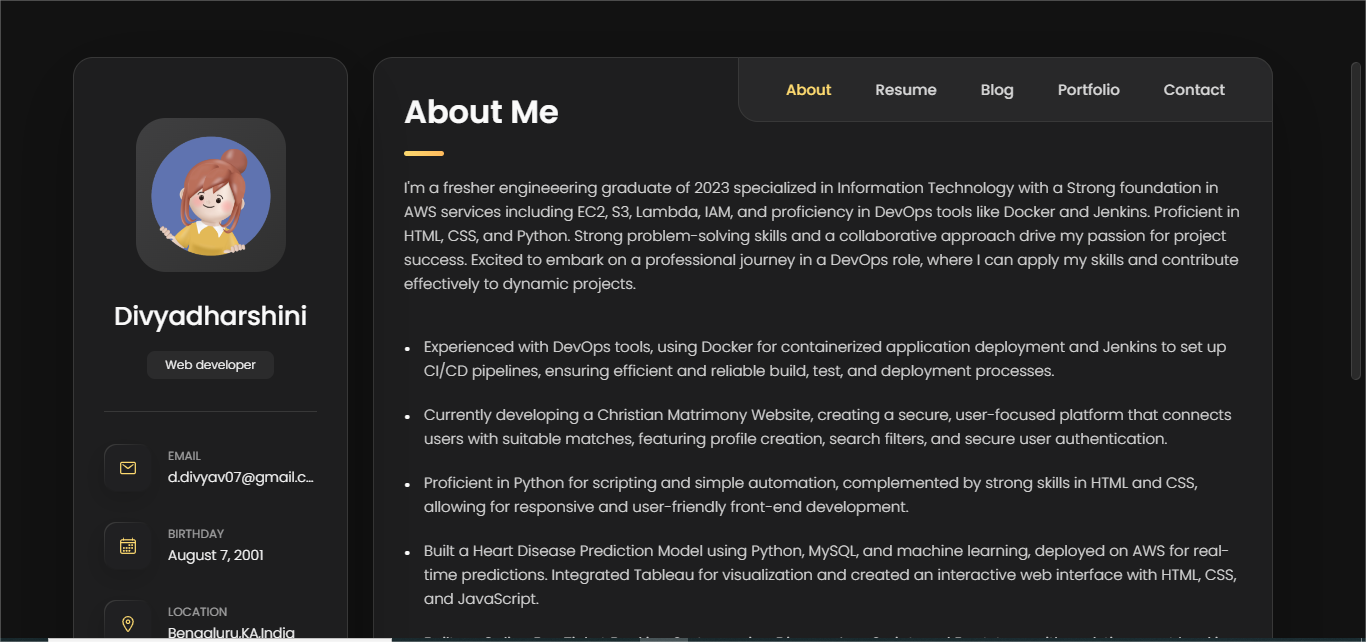 About
Resume
Blog
Portfolio
Contact
About Me
I'm a fresher engineeering graduate of 2023 specialized in Information Technology with a Strong foundation in
AWS services including EC2, S3, Lambda, IAM, and proficiency in DevOps tools like Docker and Jenkins. Proficient in
HTML, CSS, and Python. Strong problem-solving skills and a collaborative approach drive my passion for project
success. Excited to embark on a professional journey in a DevOps role, where I can apply my skills and contribute
effectively to dynamic projects.
Divyadharshini
Web developer
EMAIL
d.divyav07@gmail.c...
BIRTHDAY
August 7, 2001
LOCATION
Bengaluru,KA,India
• Experienced with DevOps tools, using Docker for containerized application deployment and Jenkins to set up
CI/CD pipelines, ensuring efficient and reliable build, test, and deployment processes.
• Currently developing a Christian Matrimony Website, creating a secure, user-focused platform that connects
users with suitable matches, featuring profile creation, search filters, and secure user authentication.
• Proficient in Python for scripting and simple automation, complemented by strong skills in HTML and CSS,
allowing for responsive and user-friendly front-end development.
• Built a Heart Disease Prediction Model using Python, MySQL, and machine learning, deployed on AWS for real-
time predictions. Integrated Tableau for visualization and created an interactive web interface with HTML, CSS,
and JavaScript.